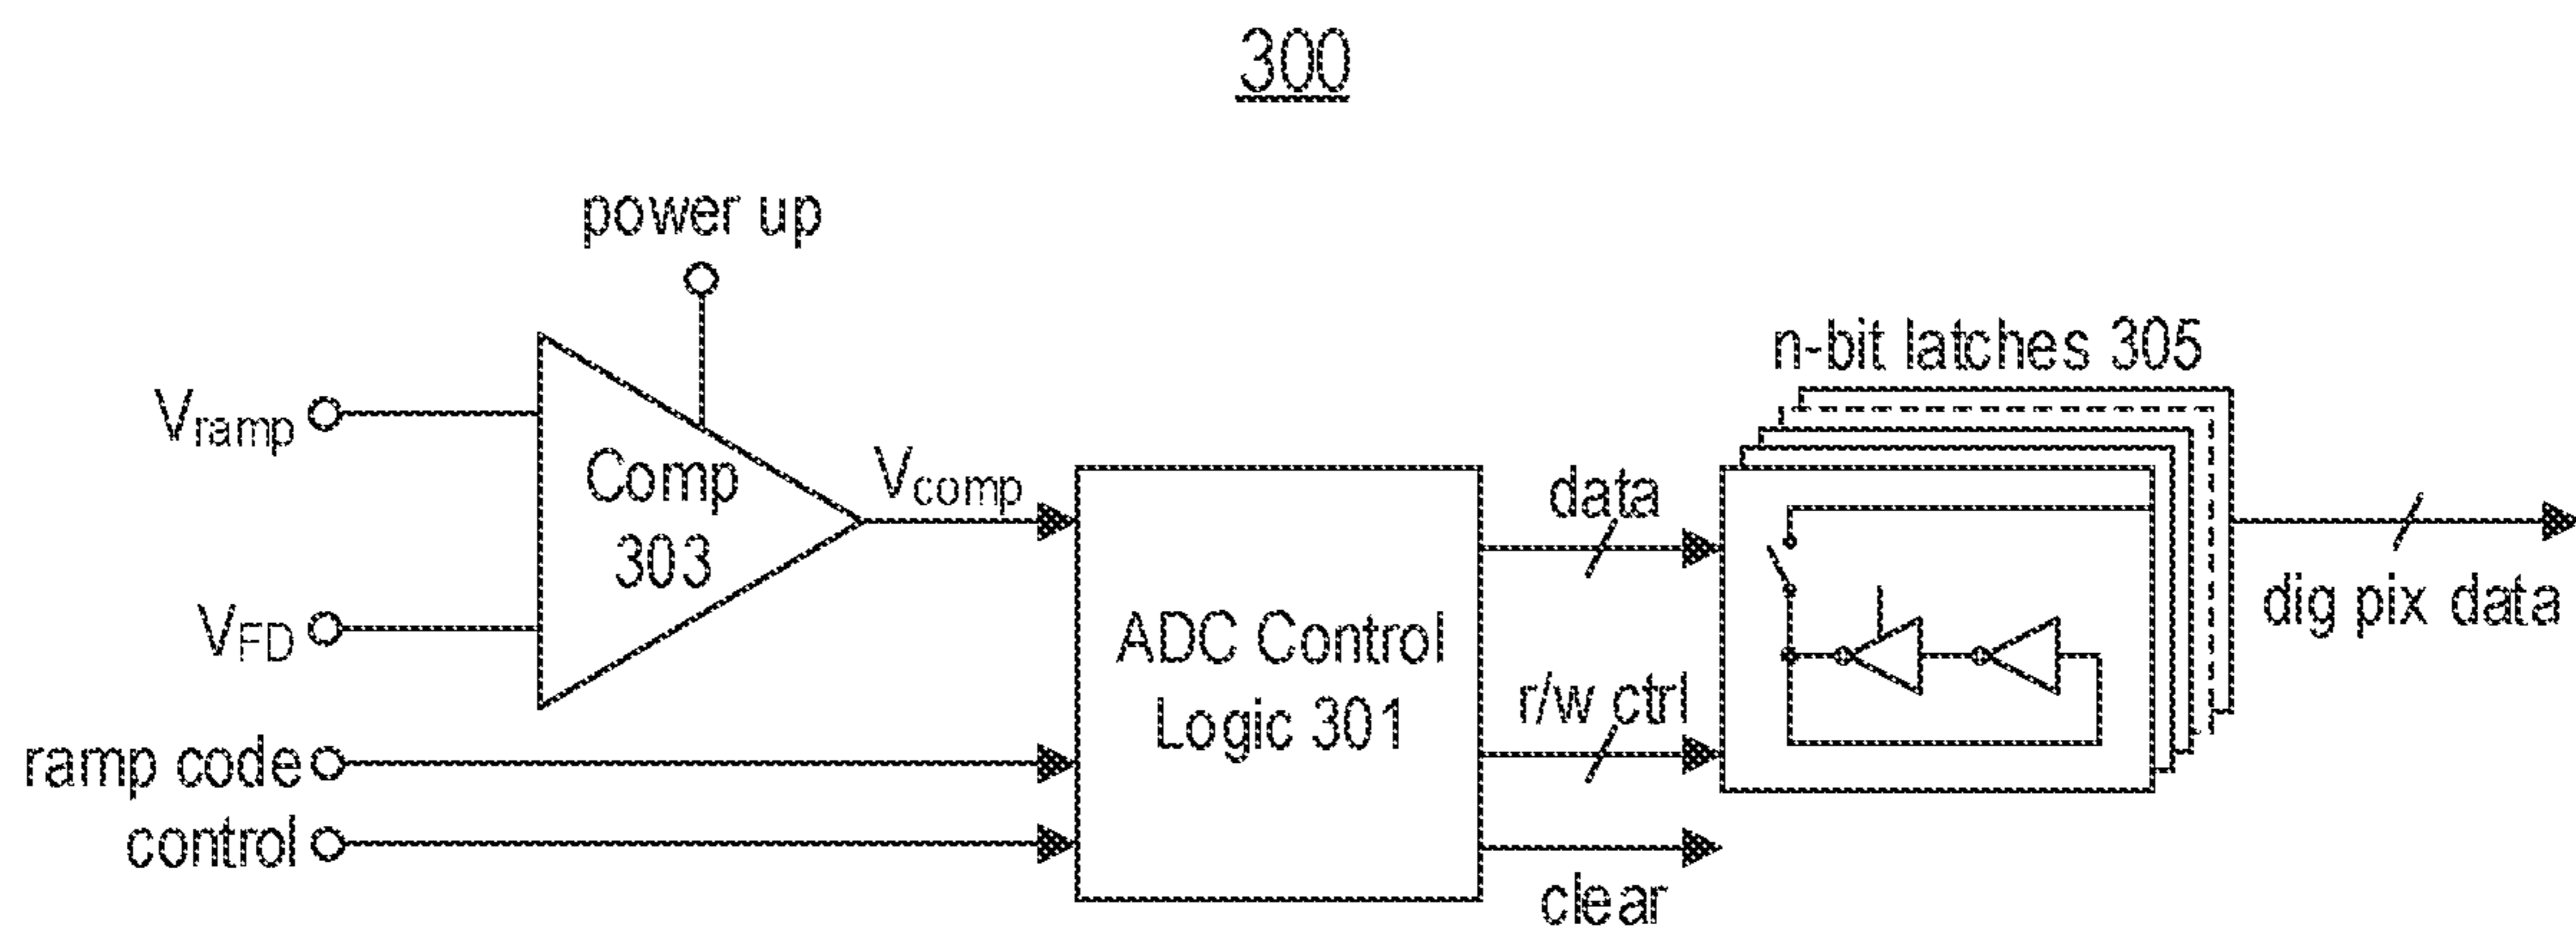 300
power up
n-bit latches 305
Vramp
Comp
303
Vcomp
data
VFD
ADC Control
Logic 301
dig pix data
r/w ctrl
ramp code
control
clear